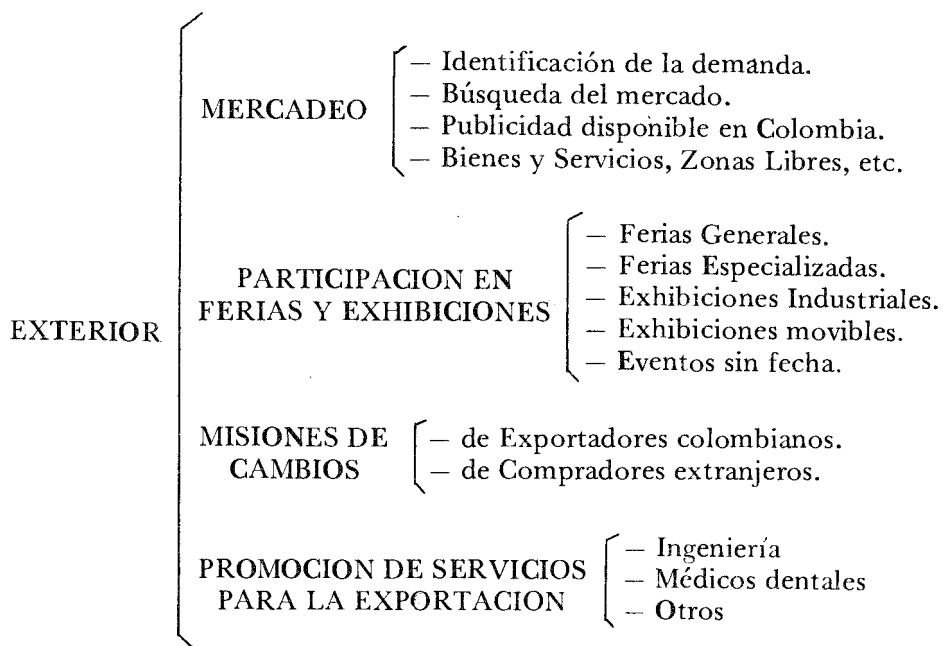 EXTERIOR
MERCADEO
– Identificación de la demanda.
– Búsqueda del mercado.
– Publicidad disponible en Colombia.
– Bienes y Servicios, Zonas Libres, etc.
PARTICIPACION EN
FERIAS Y EXHIBICIONES
– Ferias Generales.
– Ferias Especializadas.
– Exhibiciones Industriales.
– Exhibiciones movibles.
– Eventos sin fecha.
MISIONES DE
CAMBIOS
– de Exportadores colombianos.
– de Compradores extranjeros.
PROMOCION DE SERVICIOS
PARA LA EXPORTACION
– Ingeniería
– Médicos dentales
– Otros